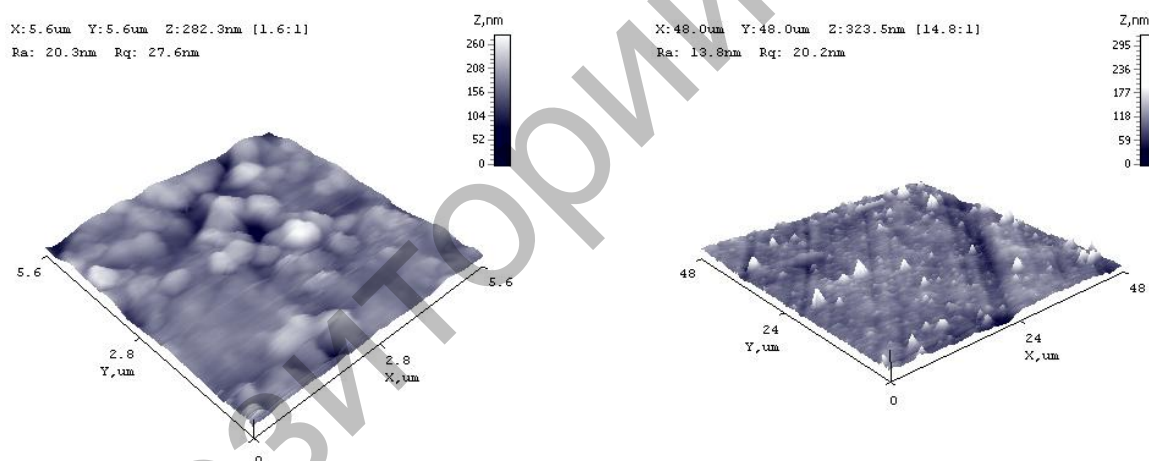 X:5.6um Y:5.6um Z:282.3nm [1.6:1]
Ra: 20.3nm Rq: 27.6nm
Z,nm
260
208
156
104
52
0
5.6
2.8
Y,um
0
2.8
X,um
5.6
X:48.0um Y:48.0um Z:323.5nm [14.8:1]
Ra: 13.8nm Rq: 20.2nm
Z,nm
295
236
177
118
59
0
48
24
Y,um
0
24
X,um
48